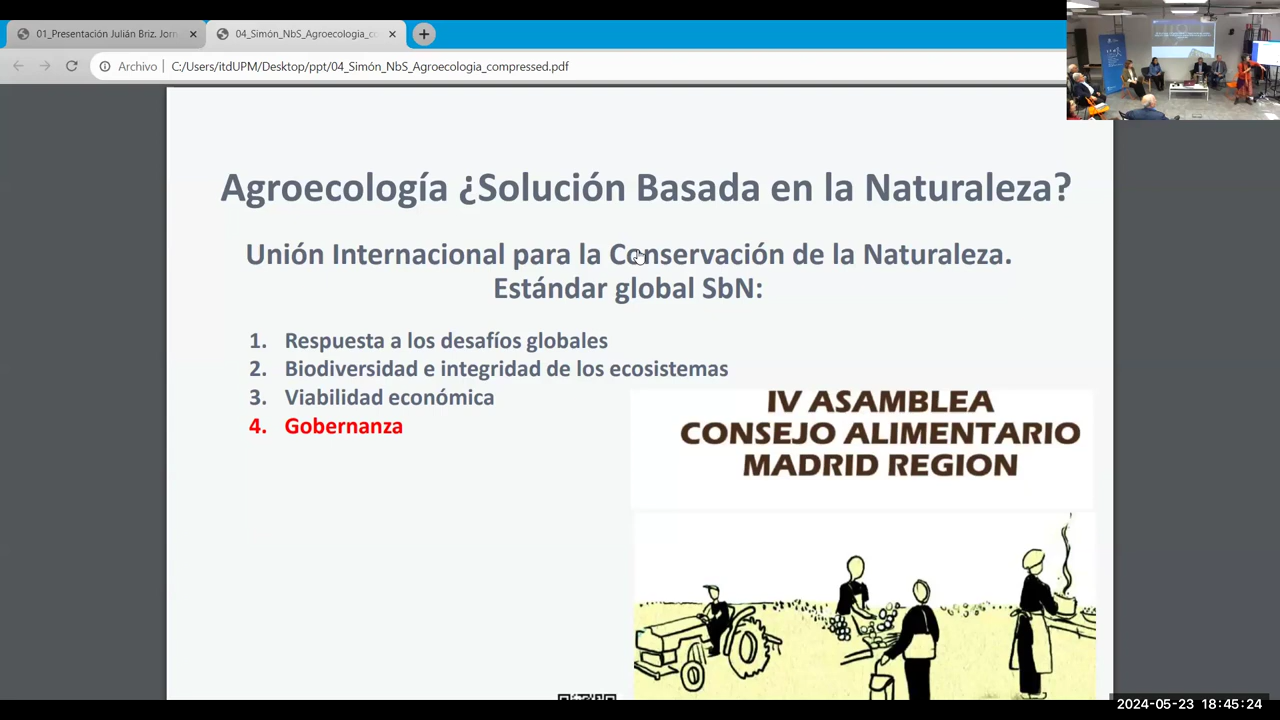 01_Presentación Julián Briz. Jorn
04_Simón_NbS_Agroecologia_c
Archivo
C:/Users/itdUPM/Desktop/ppt/04_Simón_NbS_Agroecologia_compressed.pdf
Agroecología ¿Solución Basada en la Naturaleza?
Unión Internacional para la Conservación de la Naturaleza.
Estándar global SbN:
1. Respuesta a los desafíos globales
2. Biodiversidad e integridad de los ecosistemas
3. Viabilidad económica
4. Gobernanza
IV ASAMBLEA
CONSEJO ALIMENTARIO
MADRID REGION
2024-05-23 18:45:24